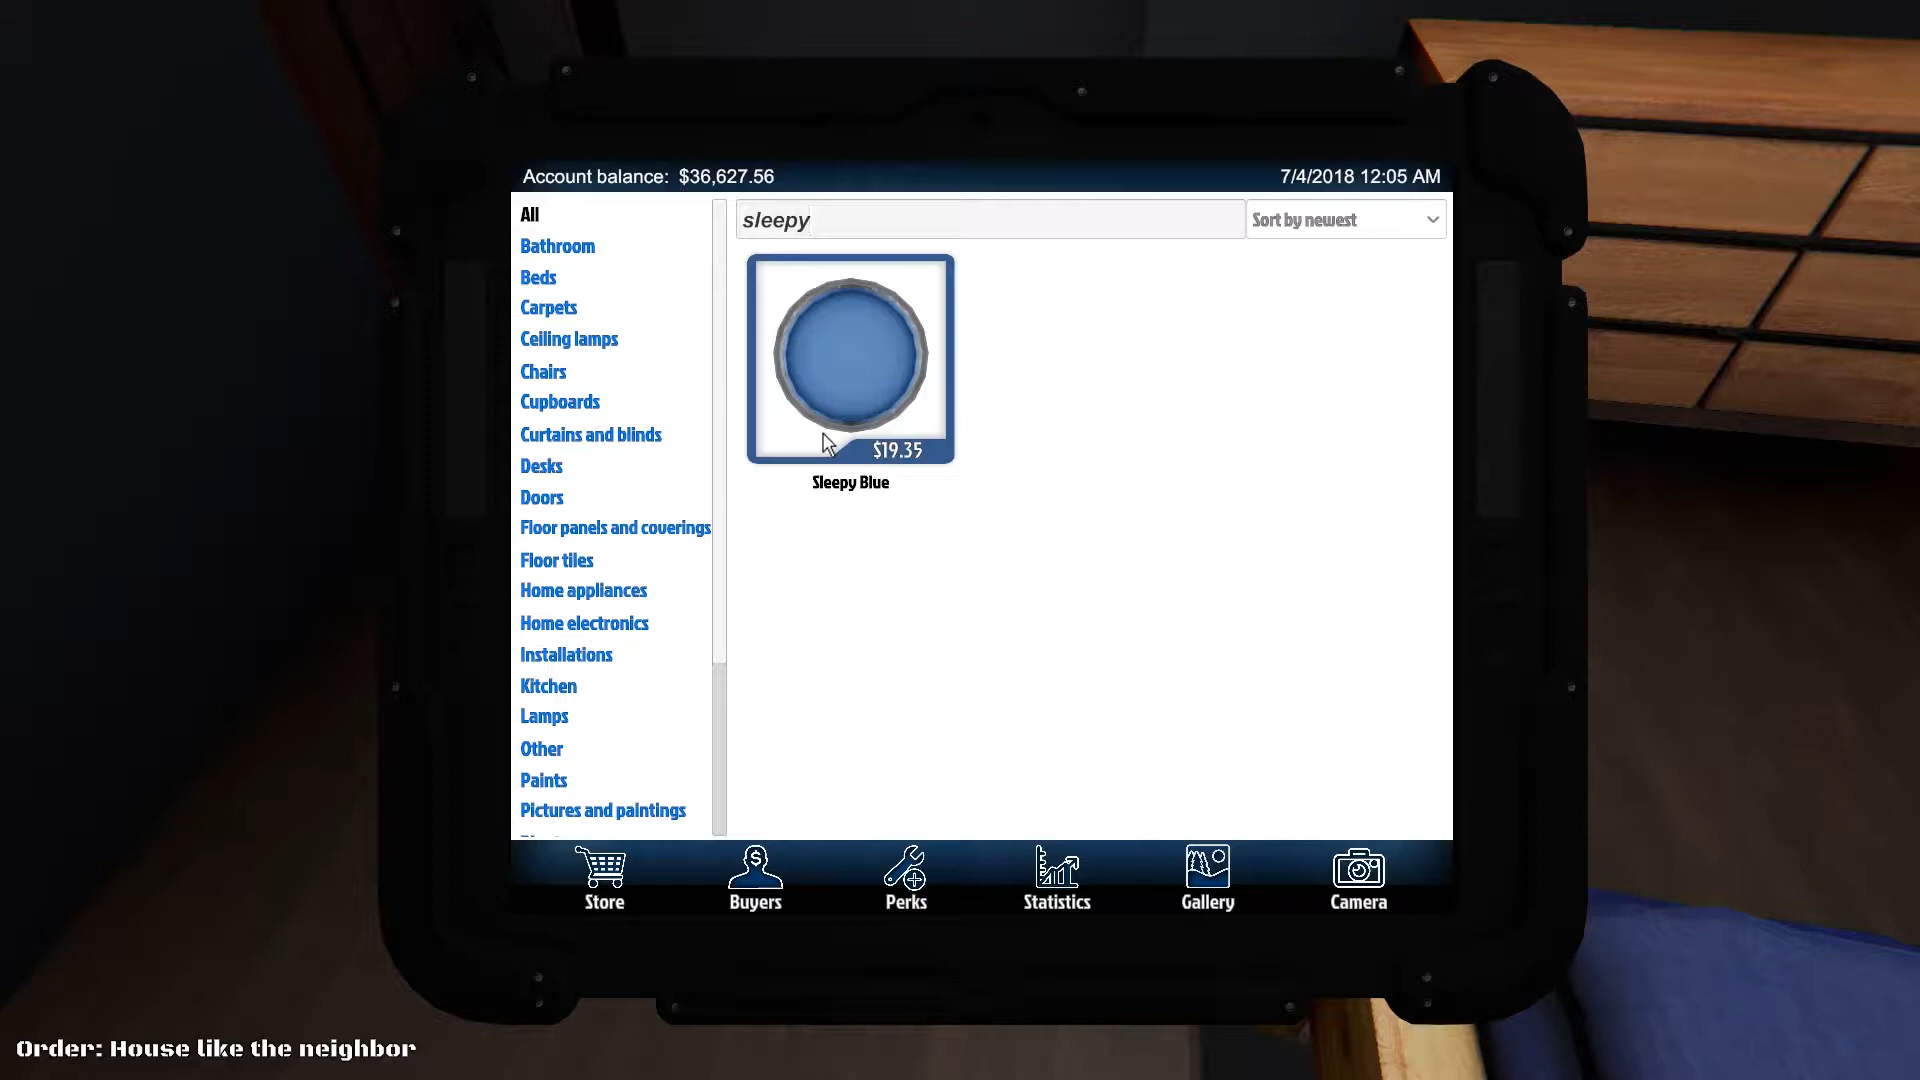 Account balance: $36,627.56
7/4/2018 12:05 AM
All
Bathroom
Beds
Carpets
Ceiling lamps
Chairs
Cupboards
Curtains and blinds
Desks
Doors
Floor panels and coverings
Floor tiles
Home appliances
Home electronics
Installations
Kitchen
Lamps
Other
Paints
Pictures and paintings
sleepy
Sort by newest
$19.35
Sleepy Blue
Store
Buyers
Perks
Statistics
Gallery
Camera
Order: House like the neighbor